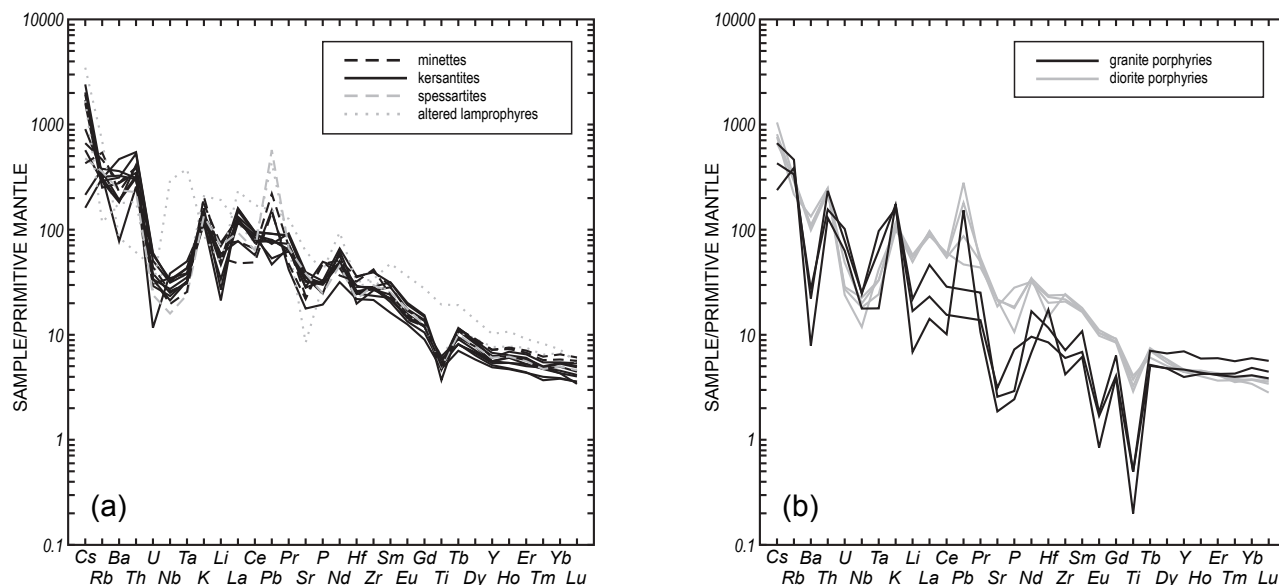 10000
1000
100
10
1
0.1
SAMPLE/PRIMITIVE MANTLE
minettes
kersantites
spessartites
altered lamprophyres
(a)
Cs Ba U Ta Li Ce Pr P Hf Sm Gd Tb Y Er Yb
Rb Th Nb K La Pb Sr Nd Zr Eu Ti Dy Ho Tm Lu
10000
1000
100
10
1
0.1
SAMPLE/PRIMITIVE MANTLE
granite porphyries
diorite porphyries
(b)
Cs Ba U Ta Li Ce Pr P Hf Sm Gd Tb Y Er Yb
Rb Th Nb K La Pb Sr Nd Zr Eu Ti Dy Ho Tm Lu